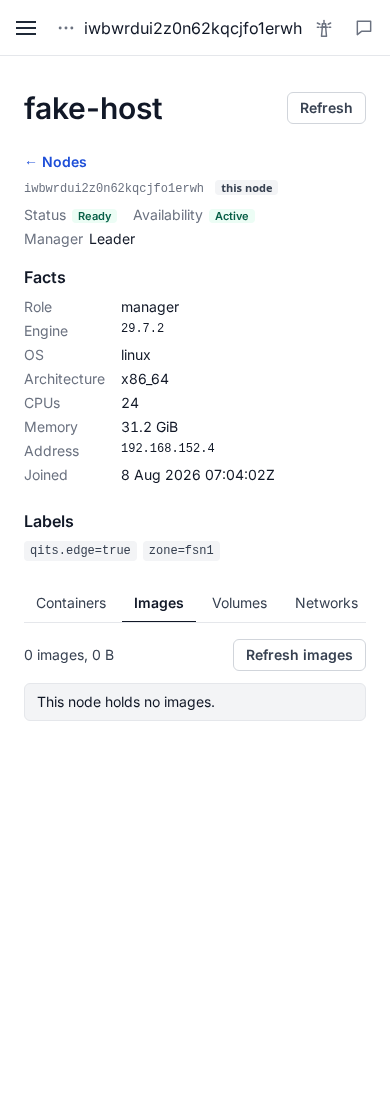 iwbwrdui2z0n62kqcjfo1erwh
fake-host
Refresh
← Nodes
iwbwrdui2z0n62kqcjfo1erwh this node
Status Ready Availability Active
Manager Leader
Facts
Role manager
Engine 29.7.2
OS linux
Architecture x86_64
CPUs 24
Memory 31.2 GiB
Address 192.168.152.4
Joined 8 Aug 2026 07:04:02Z
Labels
qits.edge=true zone=fsn1
Containers Images Volumes Networks
0 images, 0 B Refresh images
This node holds no images.